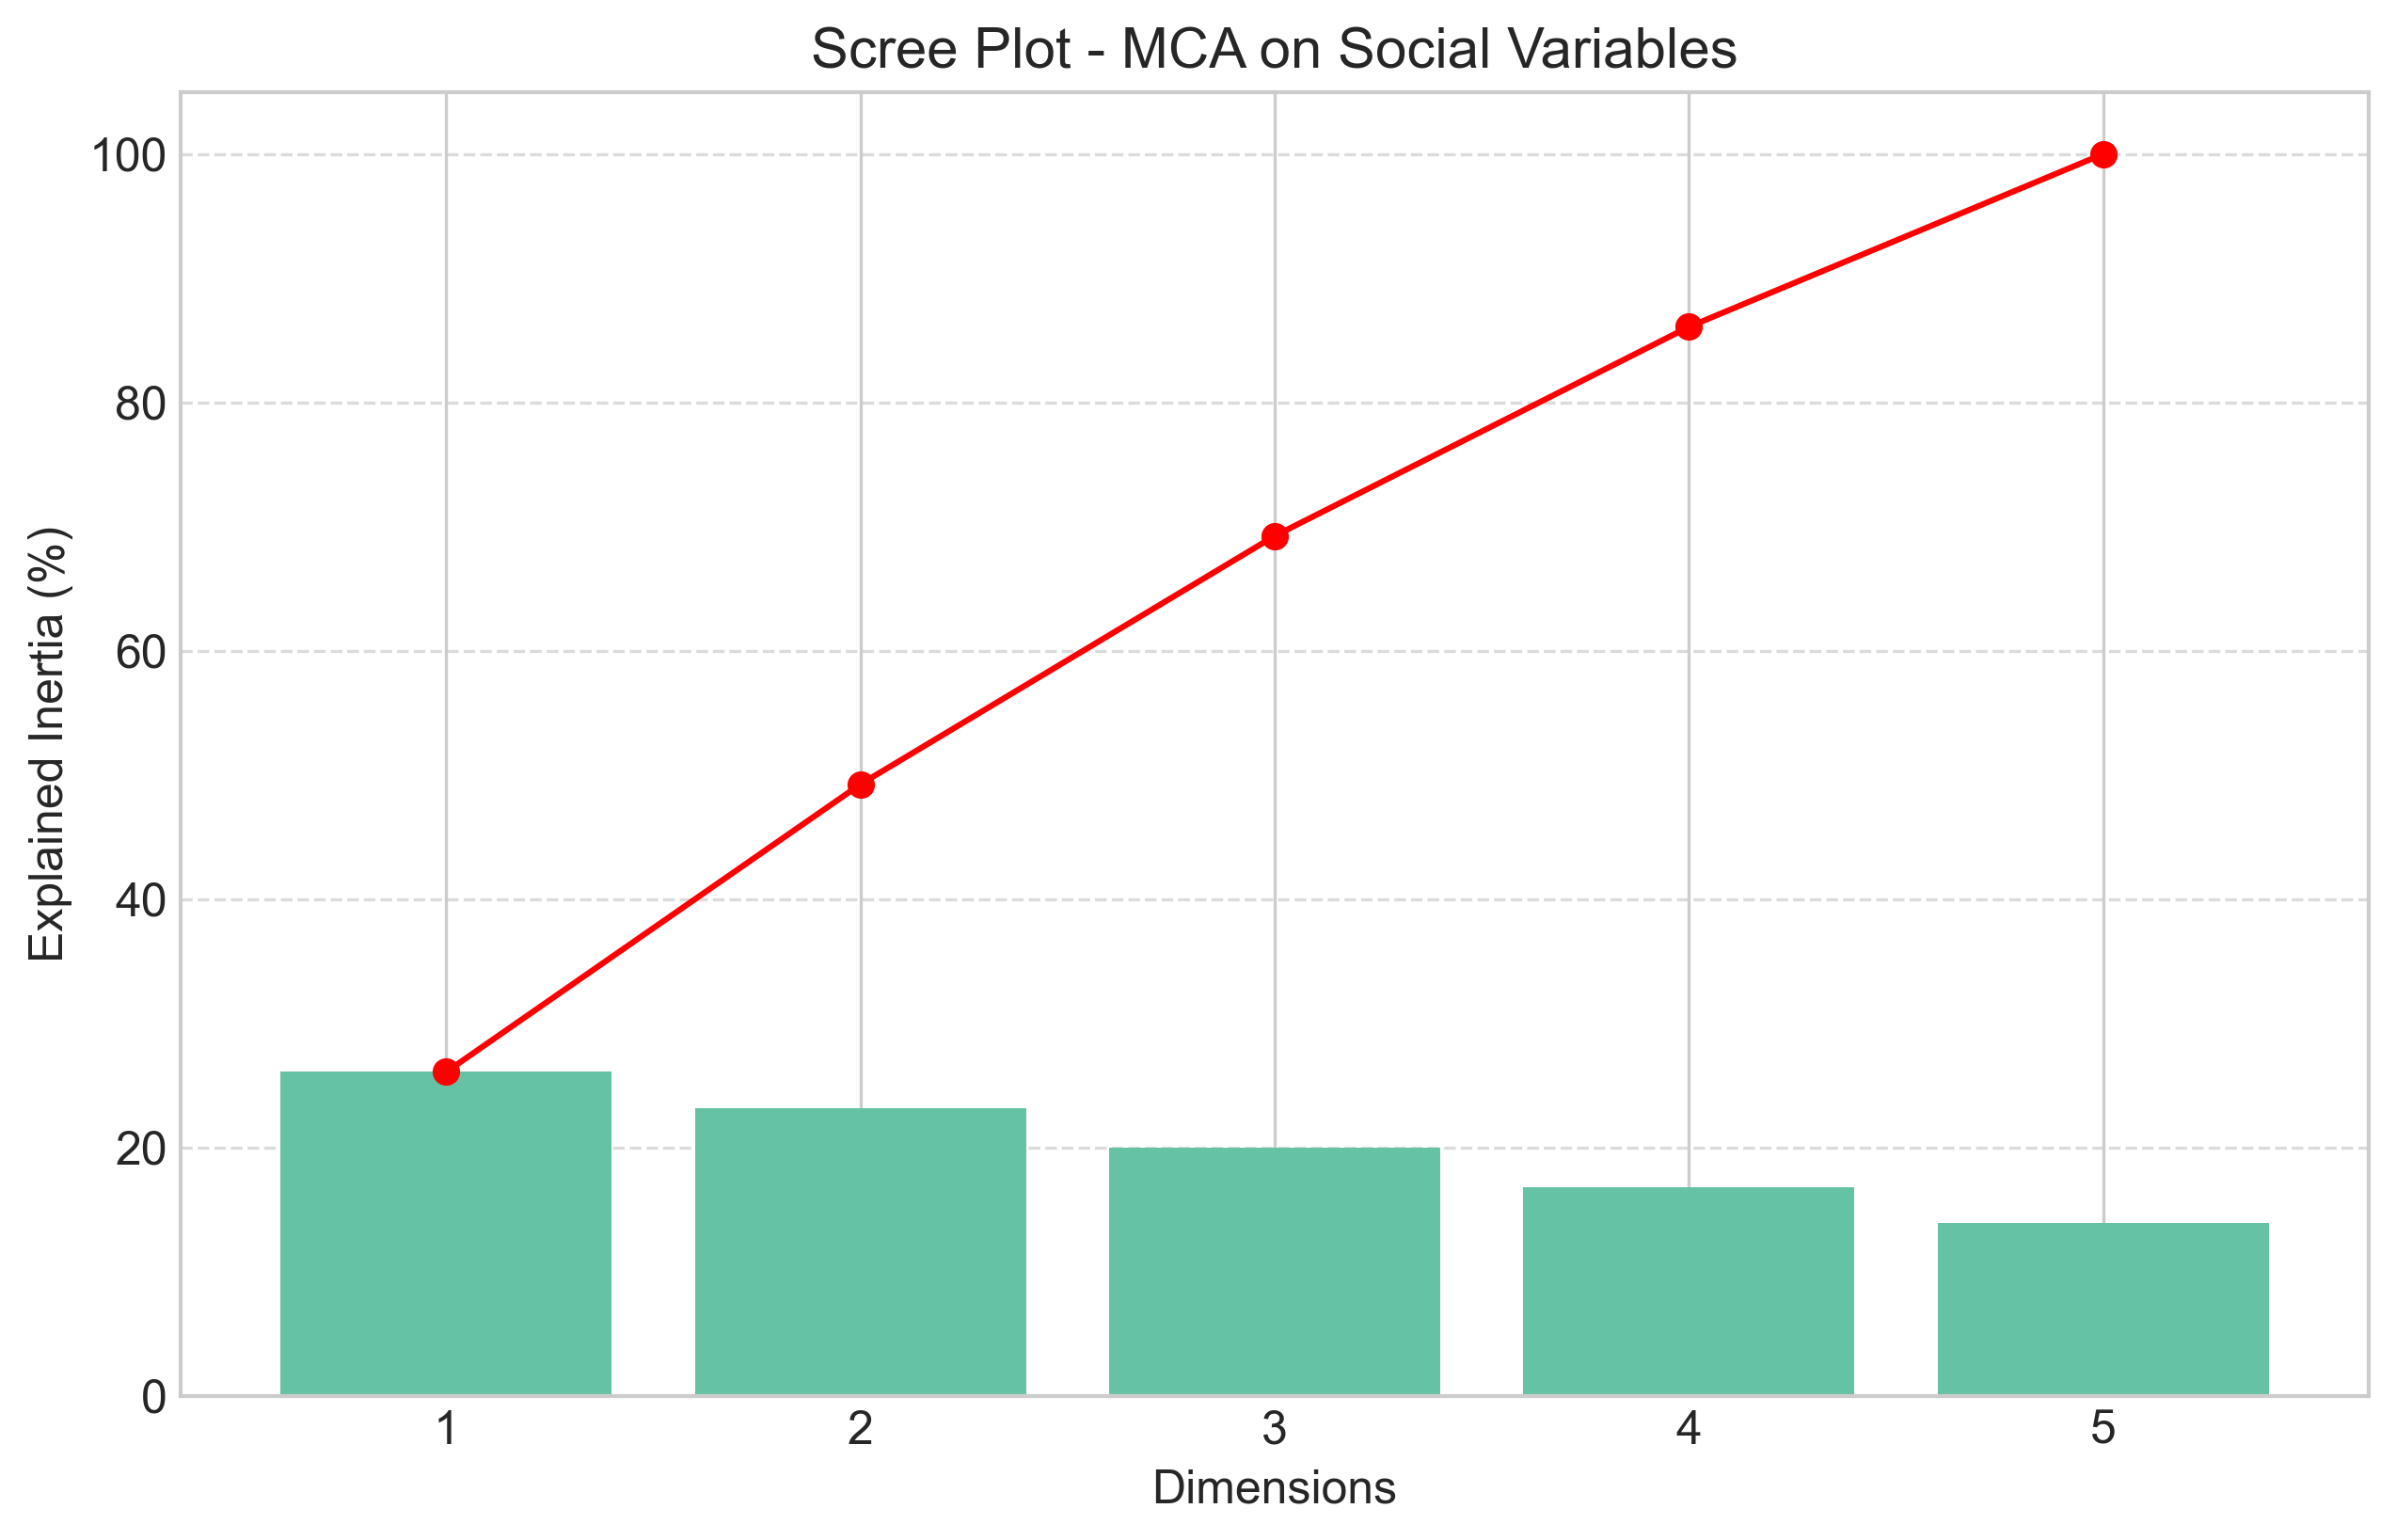 Scree Plot - MCA on Social Variables
Explained Inertia (%)
100
80
60
40
20
0
1 2 3 4 5
Dimensions